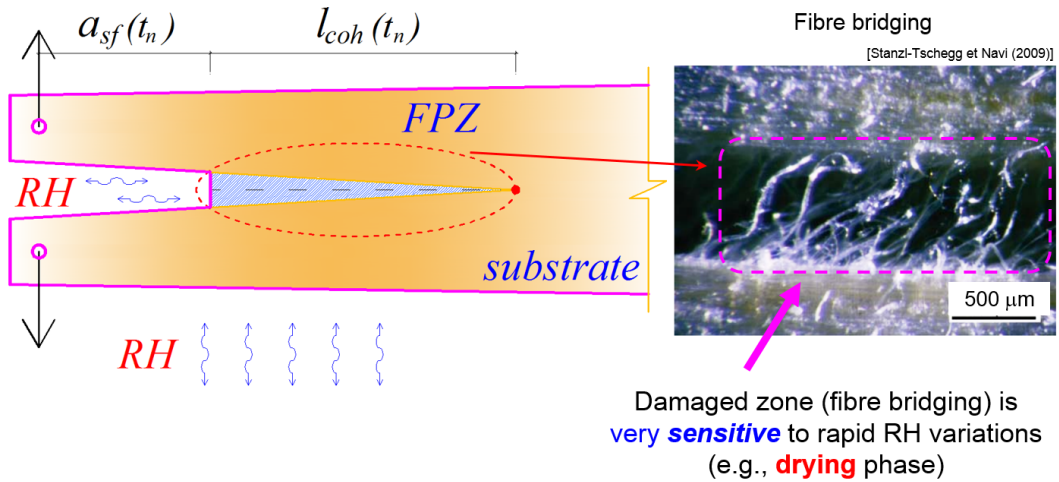 a_sf(t_n)
l_coh(t_n)
Fibre bridging
[Stanzl-Tschegg et Navi (2009)]
FPZ
RH
substrate
500 μm
RH
Damaged zone (fibre bridging) is
very sensitive to rapid RH variations
(e.g., drying phase)